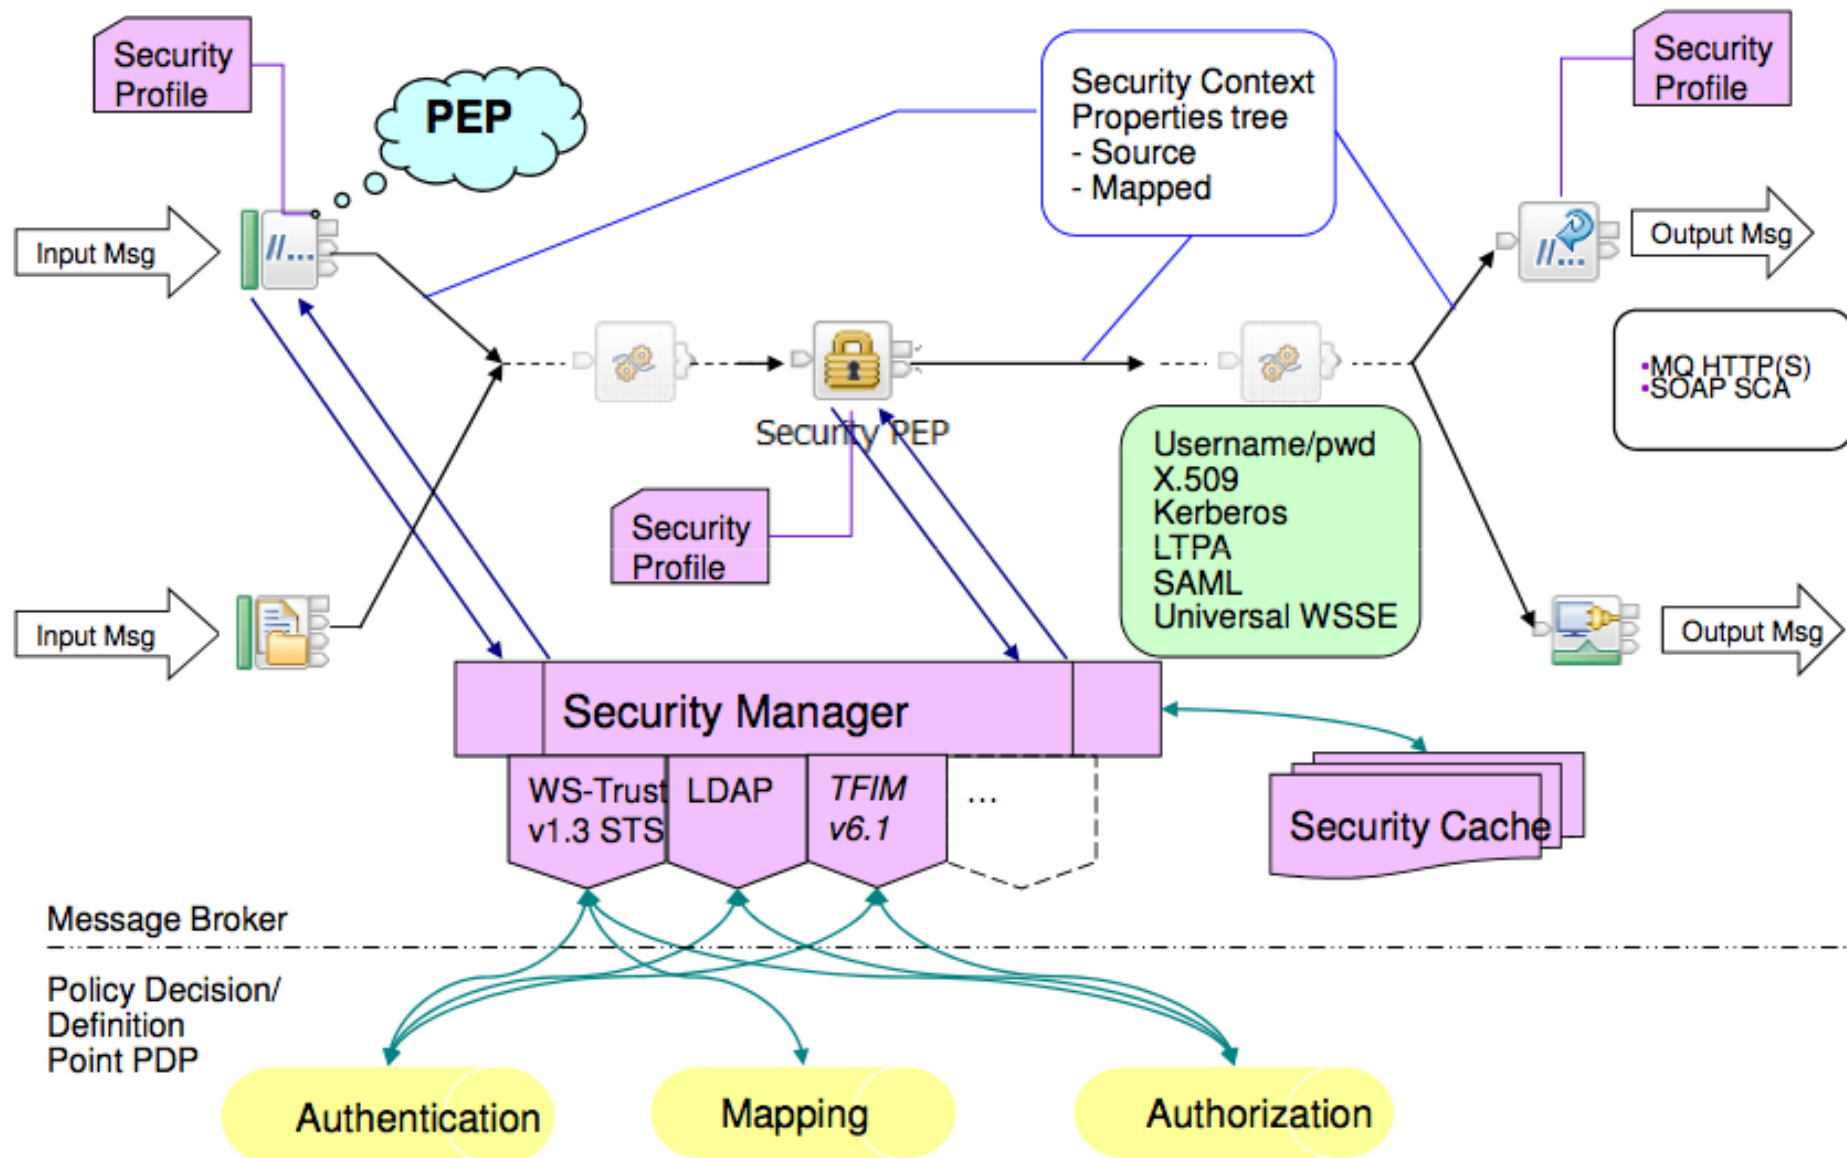 Security
Profile
PEP
Security Context
Properties tree
- Source
- Mapped
Security
Profile
Input Msg
//...
Output Msg
//...
•MQ HTTP(S)
•SOAP SCA
Security PEP
Username/pwd
X.509
Kerberos
LTPA
SAML
Universal WSSE
Security
Profile
Input Msg
Output Msg
Security Manager
WS-Trust
v1.3 STS
LDAP
TFIM
v6.1
...
Security Cache
Message Broker
Policy Decision/
Definition
Point PDP
Authentication
Mapping
Authorization